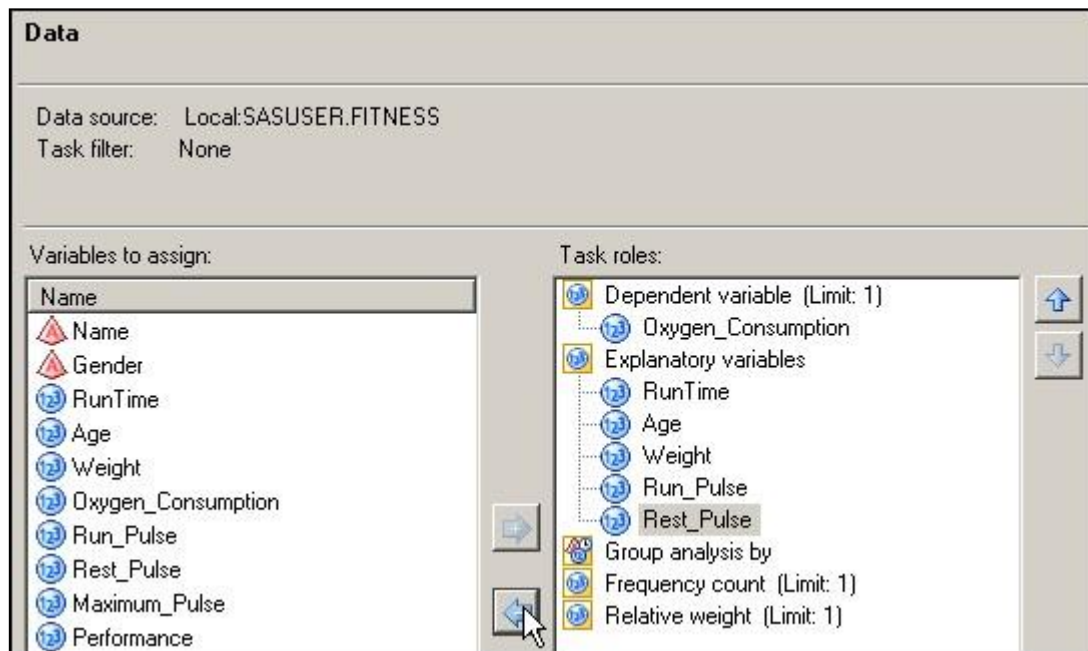 Data
Data source: Local:SASUSER.FITNESS
Task filter: None
Variables to assign:
Name
Name
Gender
RunTime
Age
Weight
Oxygen_Consumption
Run_Pulse
Rest_Pulse
Maximum_Pulse
Performance
Task roles:
Dependent variable (Limit: 1)
Oxygen_Consumption
Explanatory variables
RunTime
Age
Weight
Run_Pulse
Rest_Pulse
Group analysis by
Frequency count (Limit: 1)
Relative weight (Limit: 1)